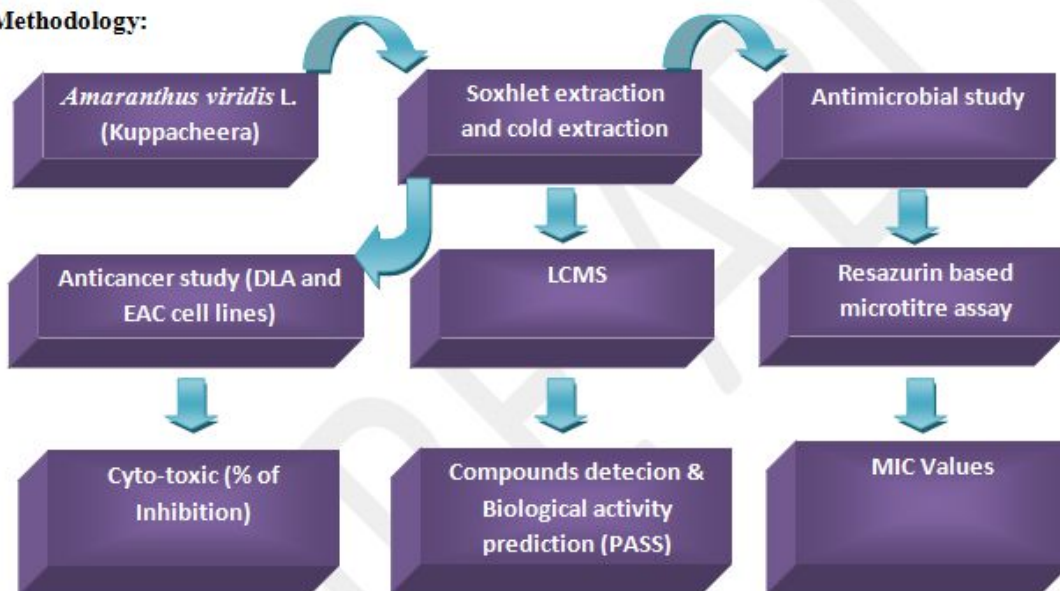 Methodology:
Amaranthus viridis L.
(Kuppacheera)
Soxhlet extraction
and cold extraction
Antimicrobial study
Anticancer study (DLA and
EAC cell lines)
LCMS
Resazurin based
microtitre assay
Cyto-toxic (% of
Inhibition)
Compounds detecion &
Biological activity
prediction (PASS)
MIC Values